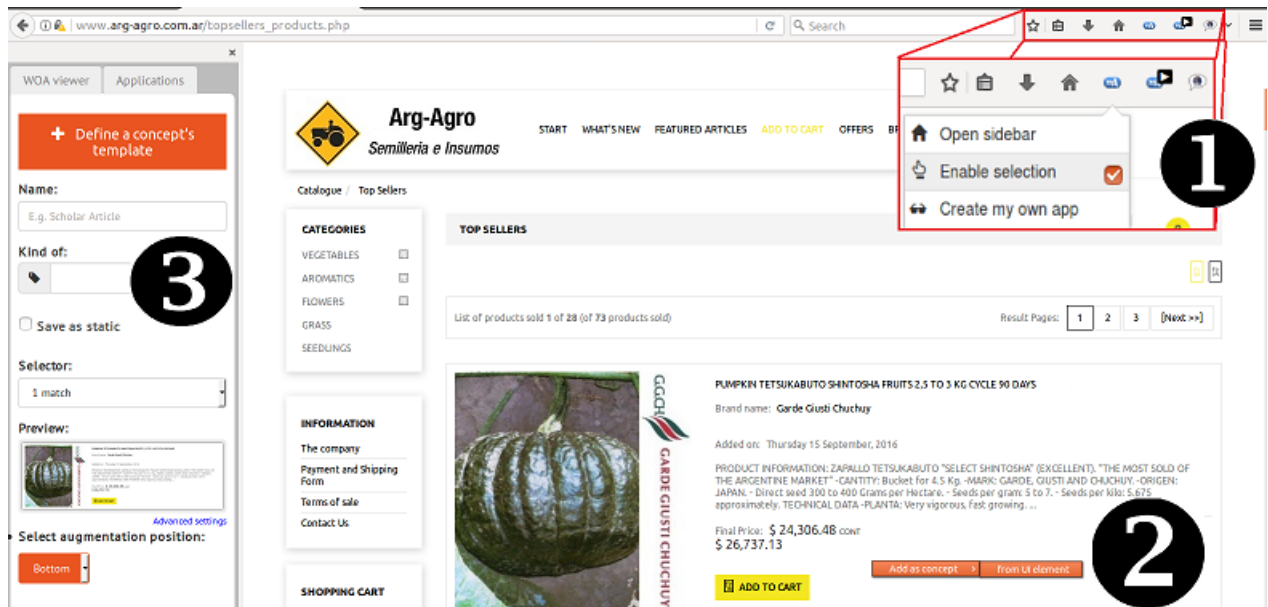 www.arg-agro.com.ar/topsellers_products.php
Search
WOA viewer
Applications
+ Define a concept's
template
Name:
E.g. Scholar Article
Kind of:
3
Save as static
Selector:
1 match
Preview:
Advanced settings
Select augmentation position:
Bottom
Arg-Agro
Semilleria e Insumos
START WHAT'SNEW FEATURED ARTICLES ADD TO CART OFFERS
Open sidebar
Enable selection
Create my own app
1
Catalogue / Top Sellers
CATEGORIES
VEGETABLES
AROMATICS
FLOWERS
GRASS
SEEDLINGS
INFORMATION
The company
Payment and Shipping
Form
Terms of sale
Contact Us
SHOPPING CART
TOP SELLERS
List of products sold 1 of 28 (of 73 products sold)
Result Pages: 1 2 3 [Next >>]
GGCH
GARDE GIUSTI CHUCHUY
PUMPKIN TETSUKABUTO SHINTOSHA FRUITS 2,5 TO 3 KG CYCLE 90 DAYS
Brand name: Garde Giusti Chuchuy
Added on: Thursday 15 September, 2016
PRODUCT INFORMATION: ZAPALLO TETSUKABUTO "SELECT SHINTOSHA" (EXCELLENT). "THE MOST SOLD OF
THE ARGENTINE MARKET" -CANTITY: Bucket for 4.5 Kg. -MARK: GARDE, GIUSTI AND CHUCHUY. -ORIGEN:
JAPAN. - Direct seed 300 to 400 Grams per Hectare. - Seeds per gram: 5 to 7. - Seeds per kilo: 5.675
approximately. TECHNICAL DATA -PLANTA: Very vigorous, fast growing. ...
Final Price: $ 24,306.48 CONT
$ 26,737.13
ADD TO CART
Add as concept >
from UI element
2